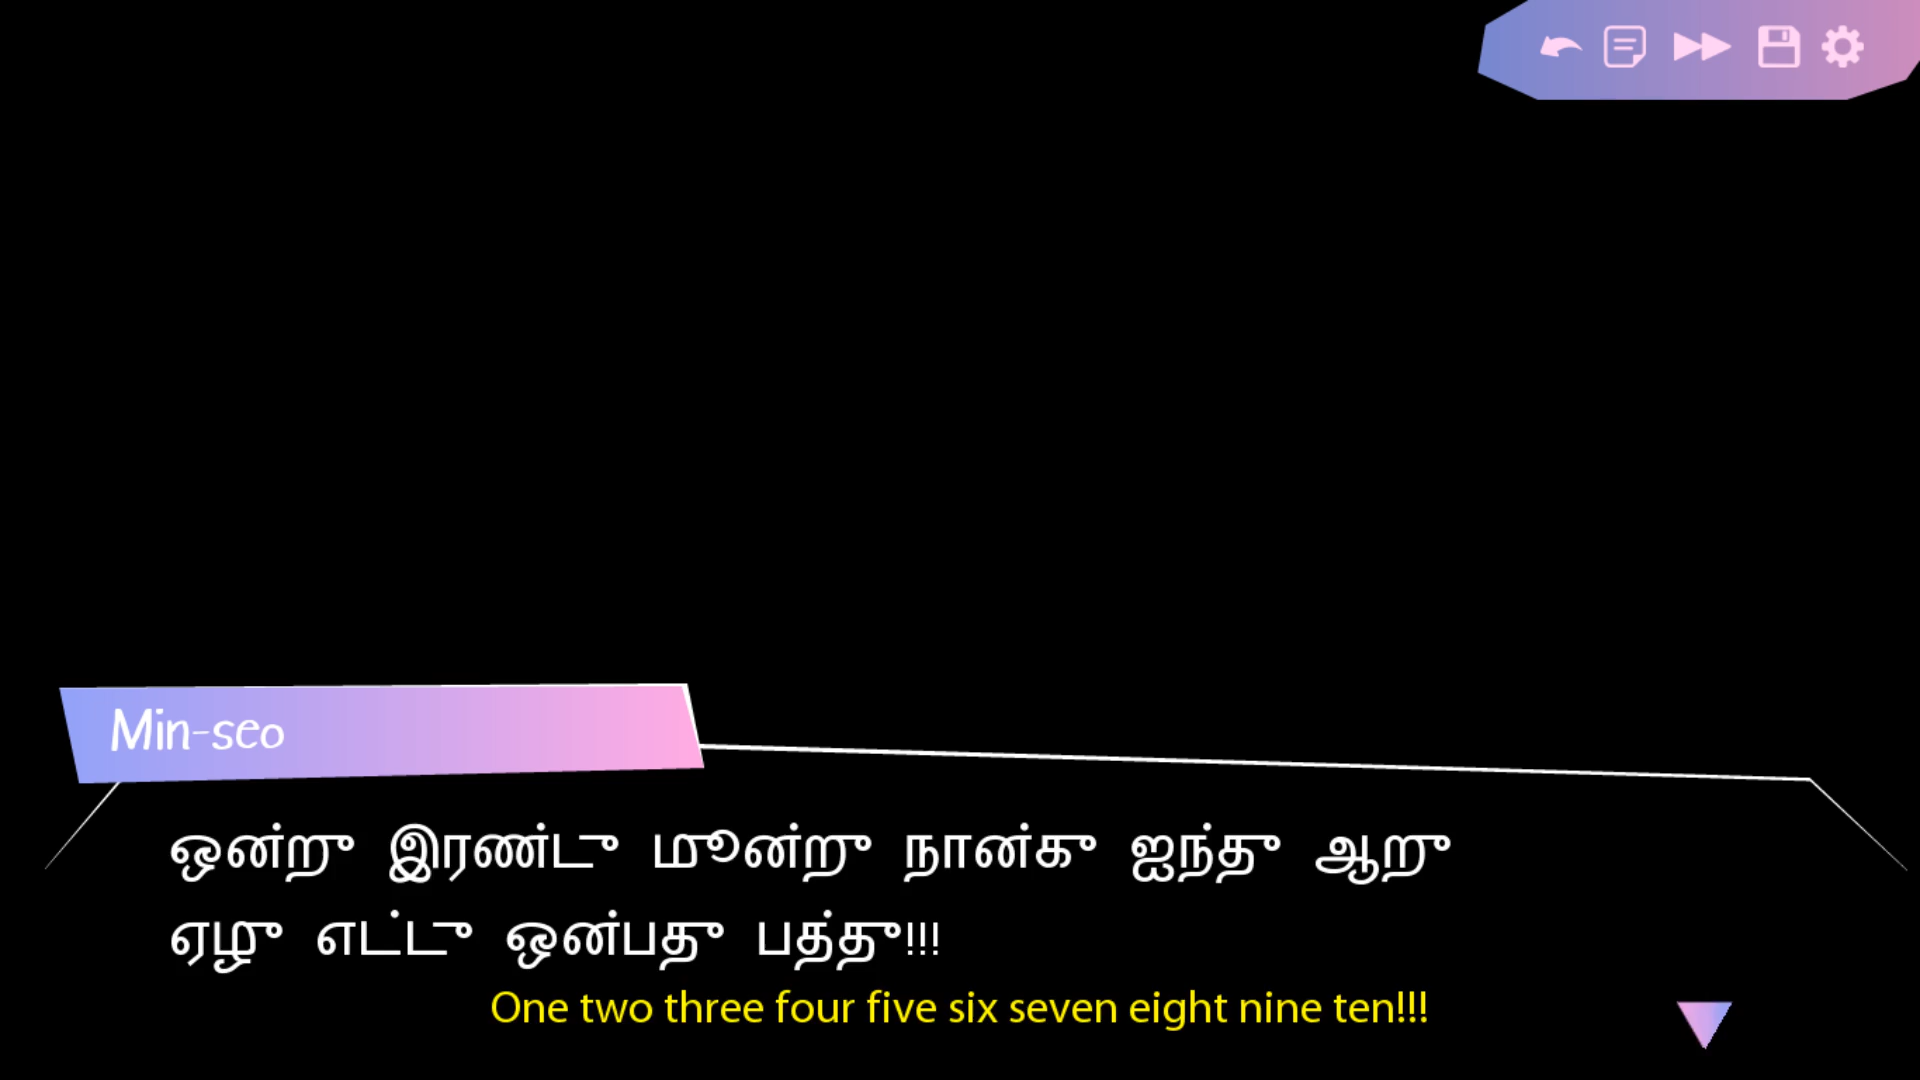 Min-seo
ஒன்று இரண்டு மூன்று நான்கு ஐந்து ஆறு
ஏழு எட்டு ஒன்பது பத்து!!!
One two three four five six seven eight nine ten!!!